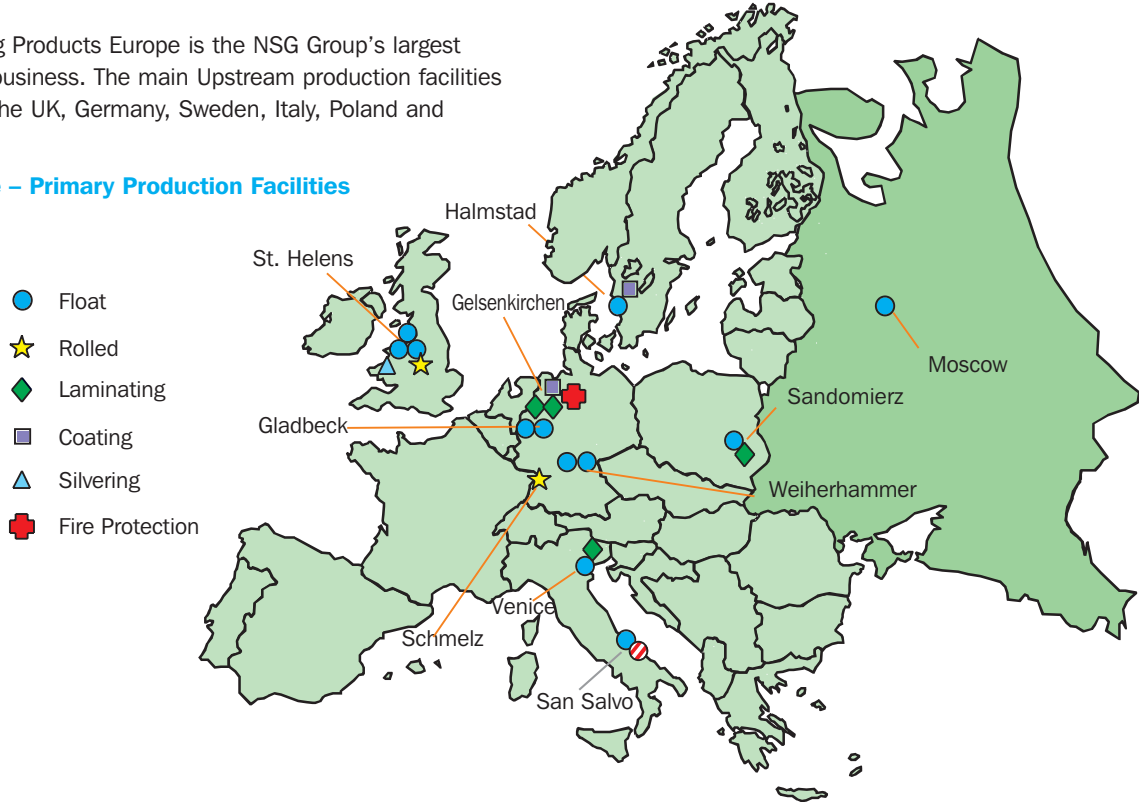 g Products Europe is the NSG Group's largest
business. The main Upstream production facilities
he UK, Germany, Sweden, Italy, Poland and
– Primary Production Facilities
Halmstad
St. Helens
Gelsenkirchen
Float
Rolled
Laminating
Coating
Silvering
Fire Protection
Gladbeck
Moscow
Sandomierz
Weiherhammer
Venice
Schmelz
San Salvo